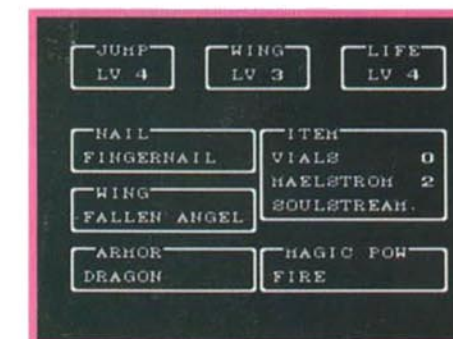 JUMP WING LIFE
LV 4 LV 3 LV 4
NAIL
FINGERNAIL
WING
FALLEN ANGEL
ARMOR
DRAGON
ITEM
VIALS 0
MAELSTROM 2
SOULSTREAM.
MAGIC POW
FIRE